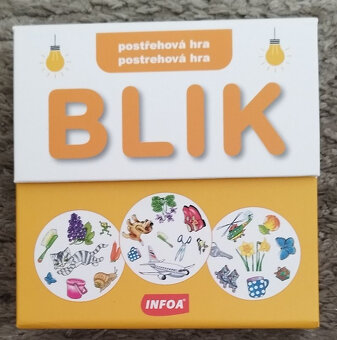 postřehová hra
postrehová hra
BLIK
INFOA®